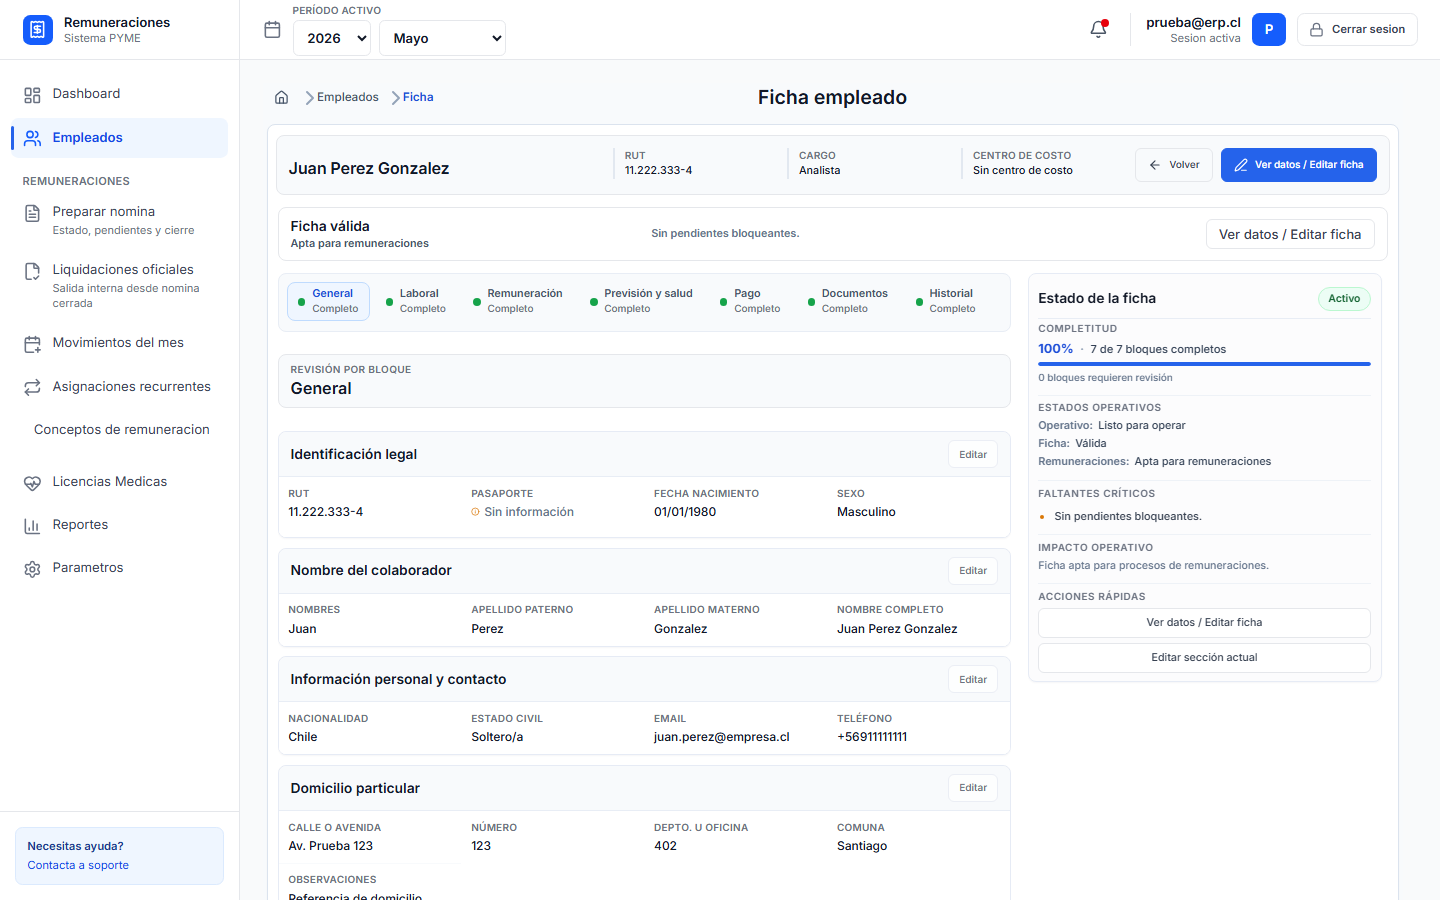 Remuneraciones
Sistema PYME
PERÍODO ACTIVO
2026
Mayo
prueba@erp.cl
Sesion activa
P
Cerrar sesion
Dashboard
Empleados
REMUNERACIONES
Preparar nomina
Estado, pendientes y cierre
Liquidaciones oficiales
Salida interna desde nomina
cerrada
Movimientos del mes
Asignaciones recurrentes
Conceptos de remuneracion
Licencias Medicas
Reportes
Parametros
Necesitas ayuda?
Contacta a soporte
Empleados
Ficha
Ficha empleado
Juan Perez Gonzalez
RUT
11.222.333-4
CARGO
Analista
CENTRO DE COSTO
Sin centro de costo
Volver
Ver datos / Editar ficha
Ficha válida
Apta para remuneraciones
Sin pendientes bloqueantes.
Ver datos / Editar ficha
General
Completo
Laboral
Completo
Remuneración
Completo
Previsión y salud
Completo
Pago
Completo
Documentos
Completo
Historial
Completo
REVISIÓN POR BLOQUE
General
Identificación legal
Editar
RUT
11.222.333-4
PASAPORTE
Sin información
FECHA NACIMIENTO
01/01/1980
SEXO
Masculino
Nombre del colaborador
Editar
NOMBRES
Juan
APELLIDO PATERNO
Perez
APELLIDO MATERNO
Gonzalez
NOMBRE COMPLETO
Juan Perez Gonzalez
Información personal y contacto
Editar
NACIONALIDAD
Chile
ESTADO CIVIL
Soltero/a
EMAIL
juan.perez@empresa.cl
TELÉFONO
+56911111111
Domicilio particular
Editar
CALLE O AVENIDA
Av. Prueba 123
NÚMERO
123
DEPTO. U OFICINA
402
COMUNA
Santiago
OBSERVACIONES
Referencia de domicilio
Estado de la ficha
Activo
COMPLETITUD
100% · 7 de 7 bloques completos
0 bloques requieren revisión
ESTADOS OPERATIVOS
Operativo: Listo para operar
Ficha: Válida
Remuneraciones: Apta para remuneraciones
FALTANTES CRÍTICOS
Sin pendientes bloqueantes.
IMPACTO OPERATIVO
Ficha apta para procesos de remuneraciones.
ACCIONES RÁPIDAS
Ver datos / Editar ficha
Editar sección actual